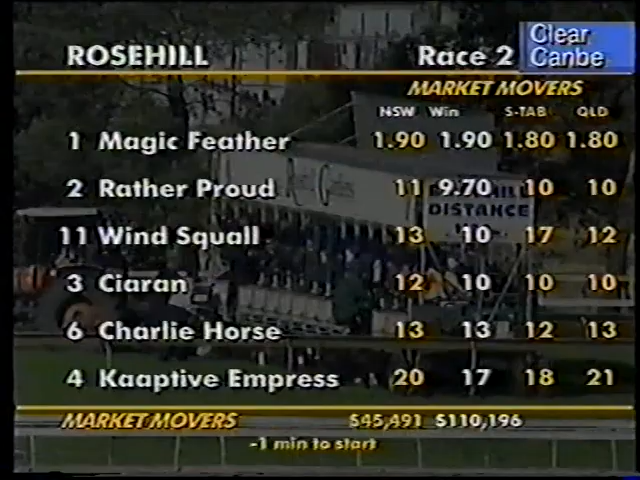 ROSEHILL Race 2
Clear
Canbe
MARKET MOVERS
NSW Win S-TAB QLD
1 Magic Feather 1.90 1.90 1.80 1.80
2 Rather Proud 11 9.70 10 10
11 Wind Squall 13 10 17 12
3 Ciaran 12 10 10 10
6 Charlie Horse 13 13 12 13
4 Kaaptive Empress 20 17 18 21
DISTANCE
MARKET MOVERS $45,491 $110,196
-1 min to start